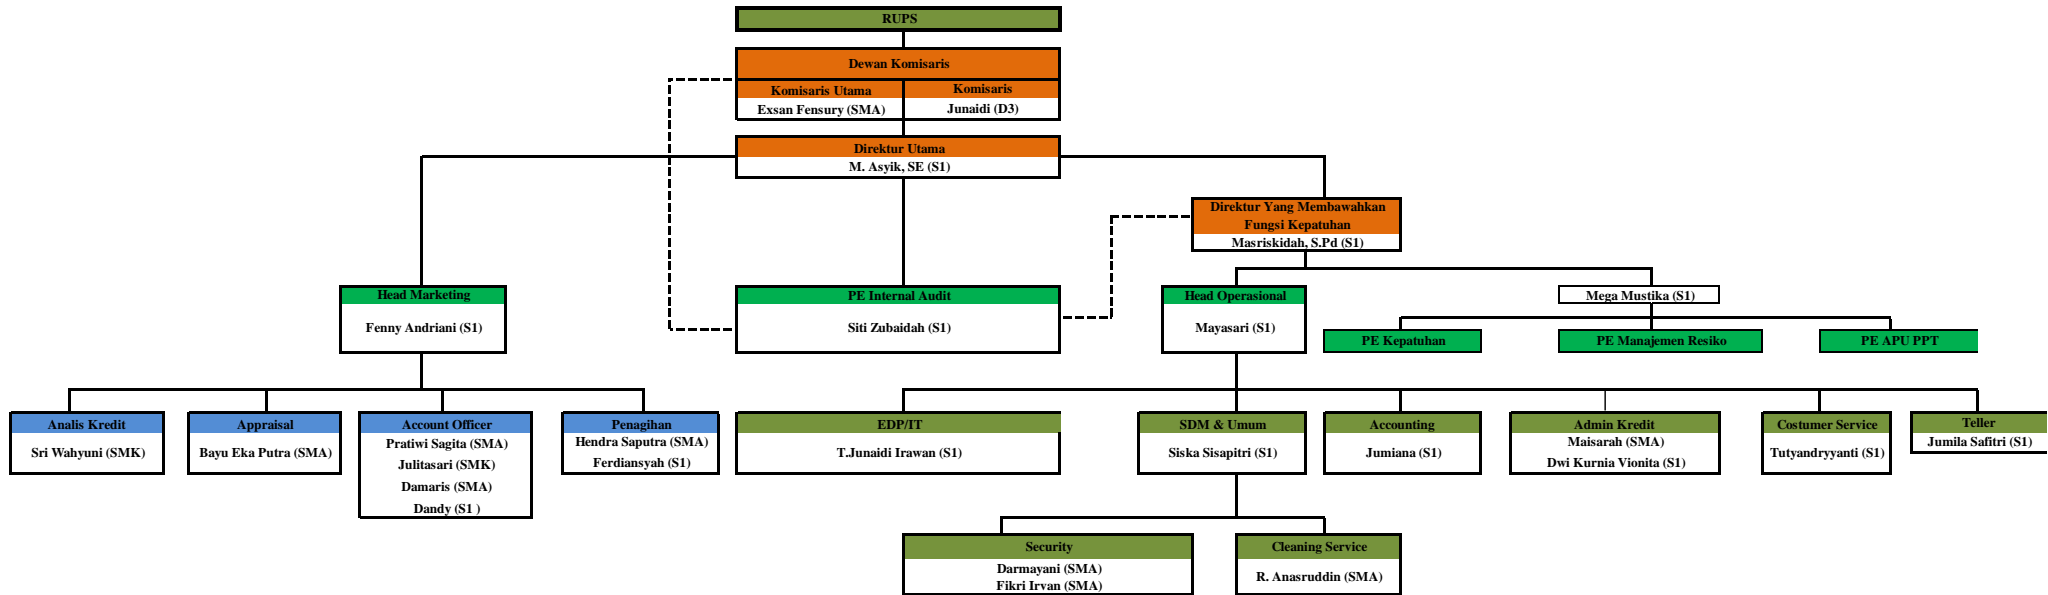 RUPS
Dewan Komisaris
Komisaris Utama
Komisaris
Exsan Fensury (SMA)
Junaidi (D3)
Direktur Utama
M. Asyik, SE (S1)
Direktur Yang Membawahkan
Fungsi Kepatuhan
Masriskidah, S.Pd (S1)
Head Marketing
Fenny Andriani (S1)
PE Internal Audit
Siti Zubaidah (S1)
Head Operasional
Mayasari (S1)
Mega Mustika (S1)
PE Kepatuhan
PE Manajemen Resiko
PE APU PPT
Analis Kredit
Sri Wahyuni (SMK)
Appraisal
Bayu Eka Putra (SMA)
Account Officer
Pratiwi Sagita (SMA)
Julitasari (SMK)
Damaris (SMA)
Dandy (S1 )
Penagihan
Hendra Saputra (SMA)
Ferdiansyah (S1)
EDP/IT
T.Junaidi Irawan (S1)
SDM & Umum
Siska Sisapitri (S1)
Accounting
Jumiana (S1)
Admin Kredit
Maisarah (SMA)
Dwi Kurnia Vionita (S1)
Costumer Service
Tutyandryyanti (S1)
Teller
Jumila Safitri (S1)
Security
Darmayani (SMA)
Fikri Irvan (SMA)
Cleaning Service
R. Anasruddin (SMA)